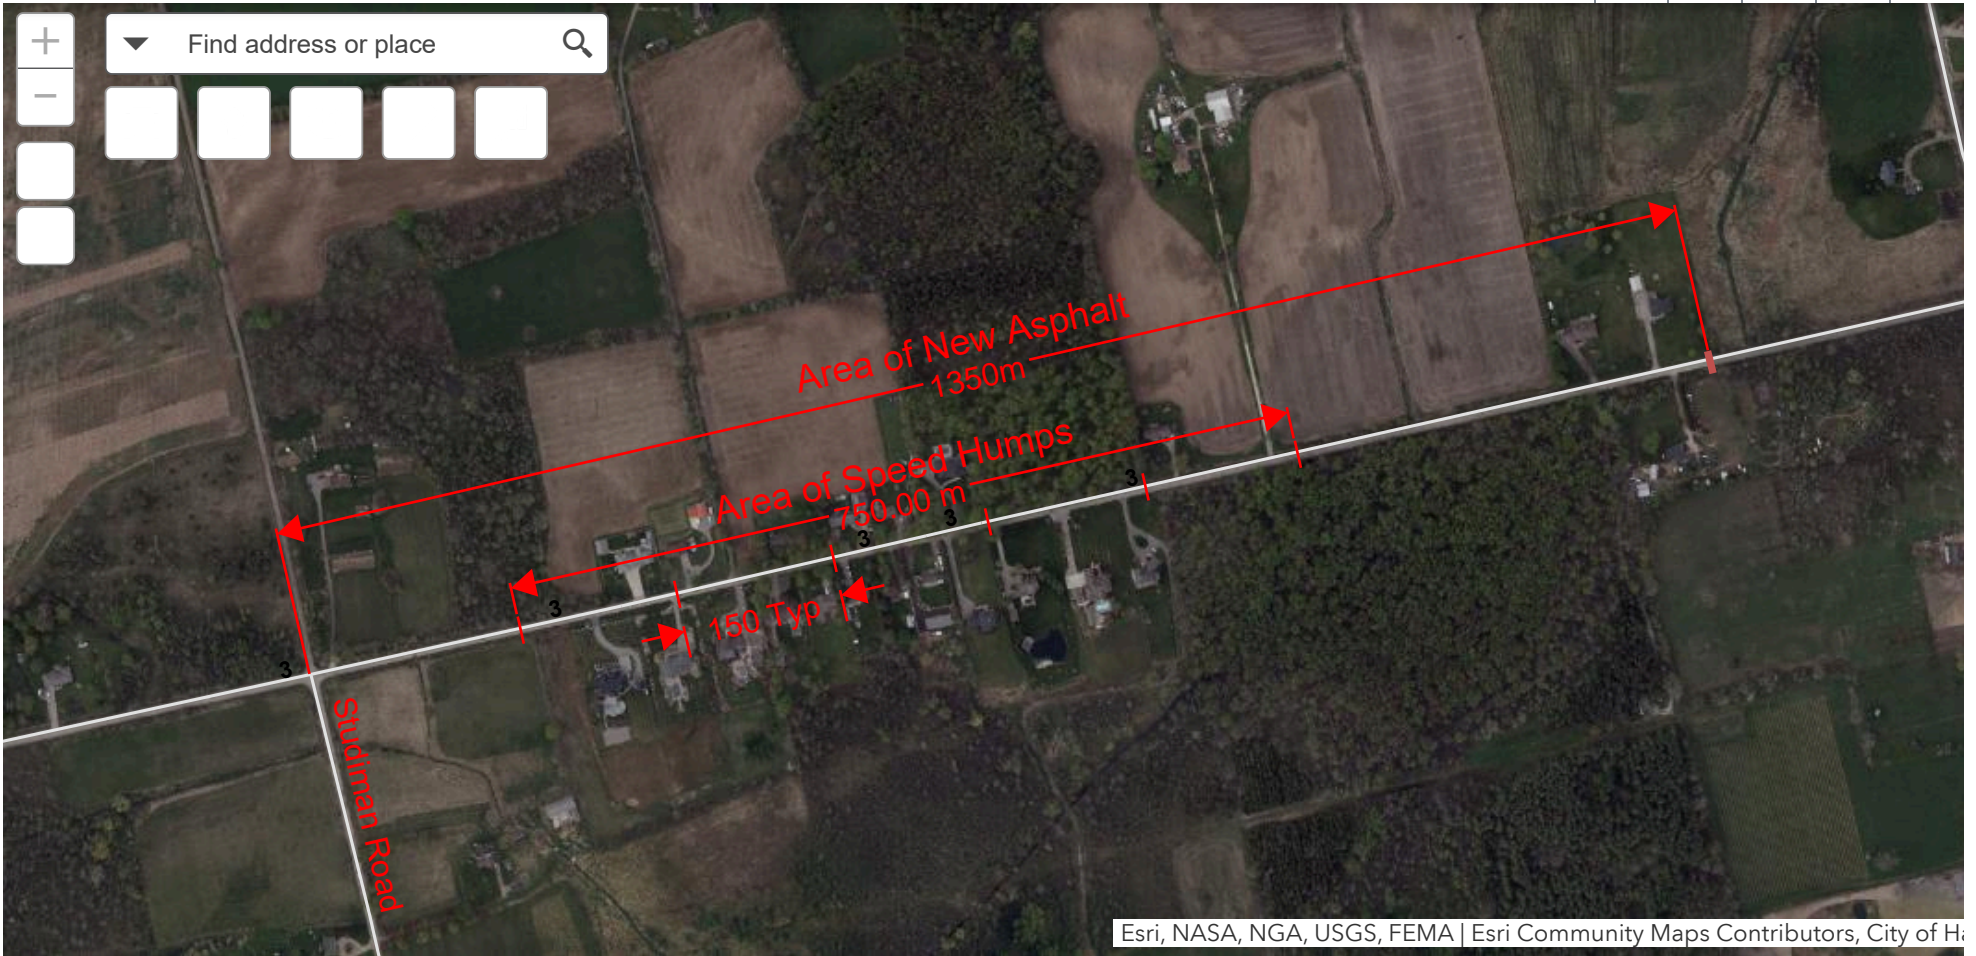 Find address or place
Area of New Asphalt
1350m
Area of Speed Humps
750.00 m
3
3
3
3
150 Typ
3
Studiman Road
Esri, NASA, NGA, USGS, FEMA | Esri Community Maps Contributors, City of Ha